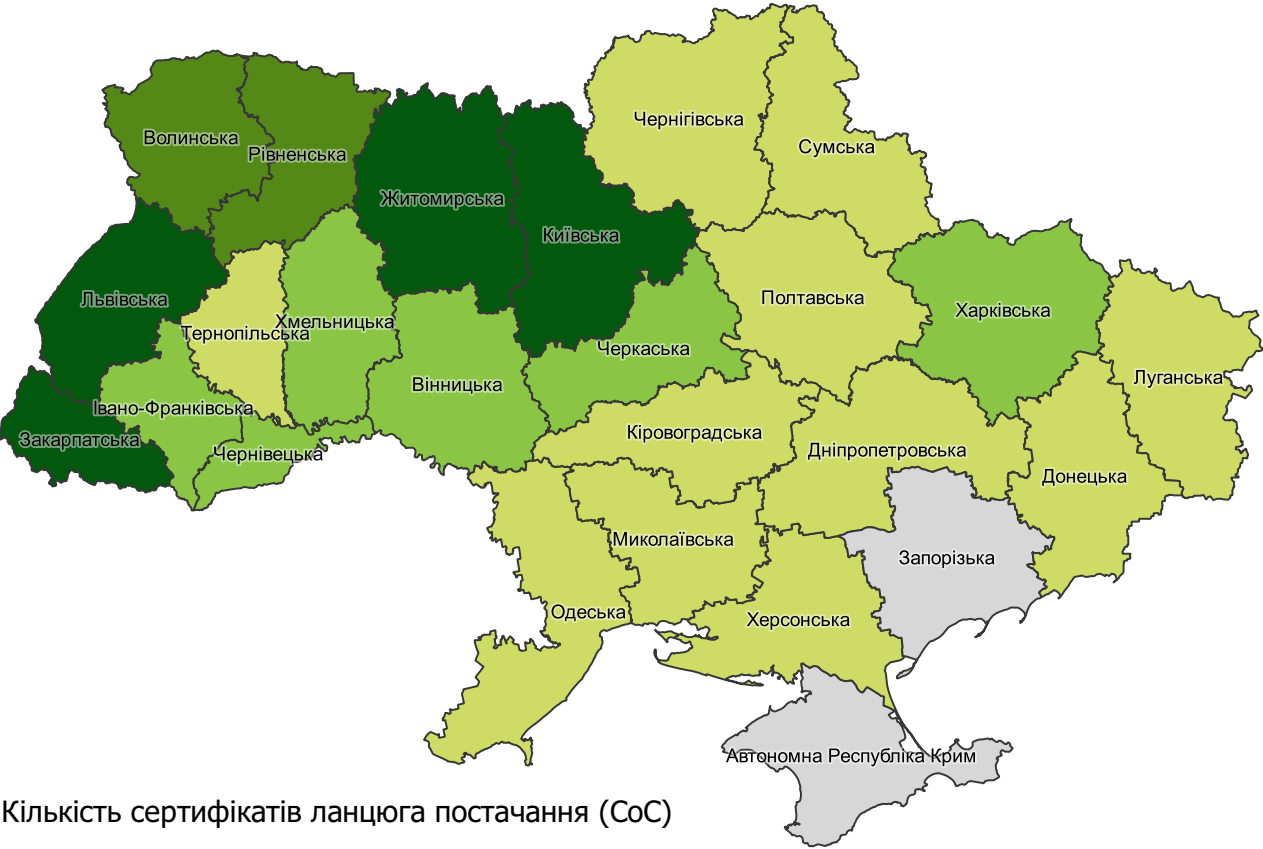 Чернігівська
Волинська
Сумська
Рівненська
Житомирська
Київська
Львівська
Полтавська
Харківська
Хмельницька
Тернопільська
Черкаська
Луганська
Вінницька
Івано-Франківська
Кіровоградська
Закарпатська
Дніпропетровська
Чернівецька
Донецька
Миколаївська
Запорізька
Одеська
Херсонська
Автономна Республіка Крим
Кількість сертифікатів ланцюга постачання (CoC)